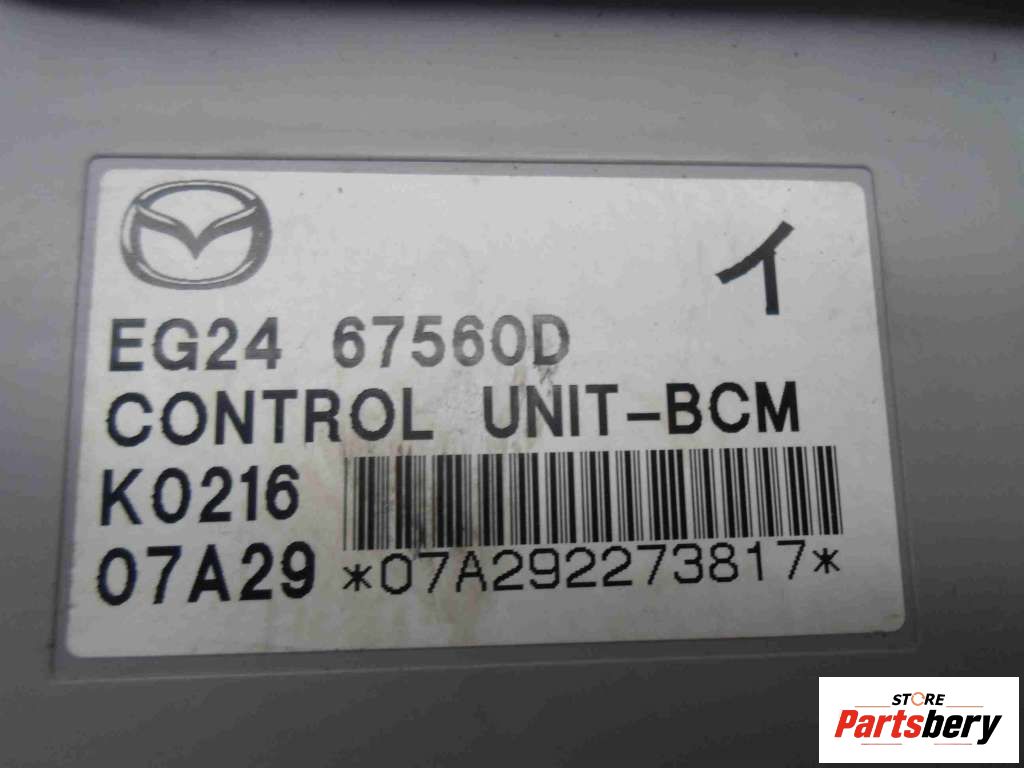 イ
EG24 67560D
CONTROL UNIT-BCM
K0216
07A29 *07A292273817*
STORE
Partsbery